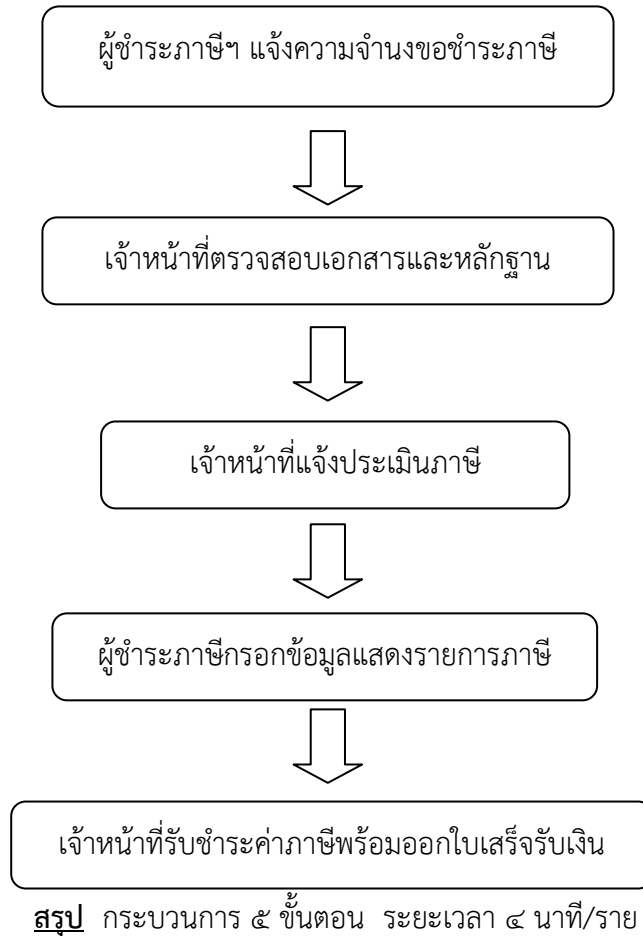 ผู้ชำระภาษีฯ แจ้งความจำนงขอชำระภาษี
เจ้าหน้าที่ตรวจสอบเอกสารและหลักฐาน
เจ้าหน้าที่แจ้งประเมินภาษี
ผู้ชำระภาษีกรอกข้อมูลแสดงรายการภาษี
เจ้าหน้าที่รับชำระค่าภาษีพร้อมออกใบเสร็จรับเงิน
สรุป กระบวนการ ๕ ขั้นตอน ระยะเวลา ๔ นาที/ราย